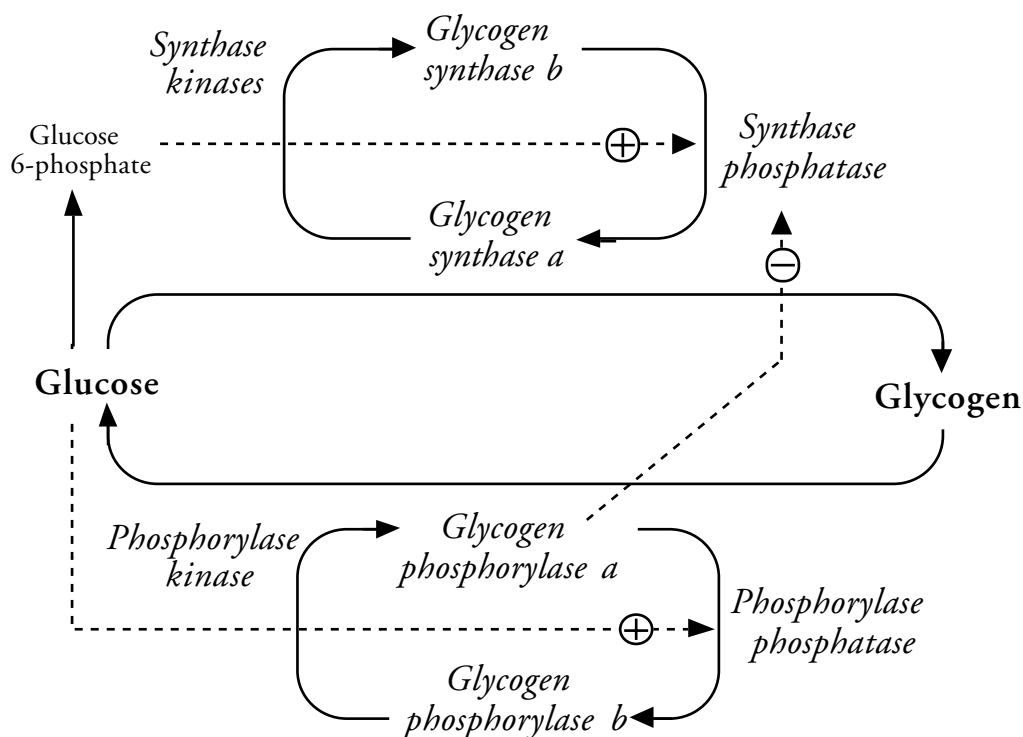 Synthase
kinases
Glycogen
synthase b
Glucose
6-phosphate
+
Synthase
phosphatase
Glycogen
synthase a
−
Glucose
Glycogen
Phosphorylase
kinase
Glycogen
phosphorylase a
+
Phosphorylase
phosphatase
Glycogen
phosphorylase b